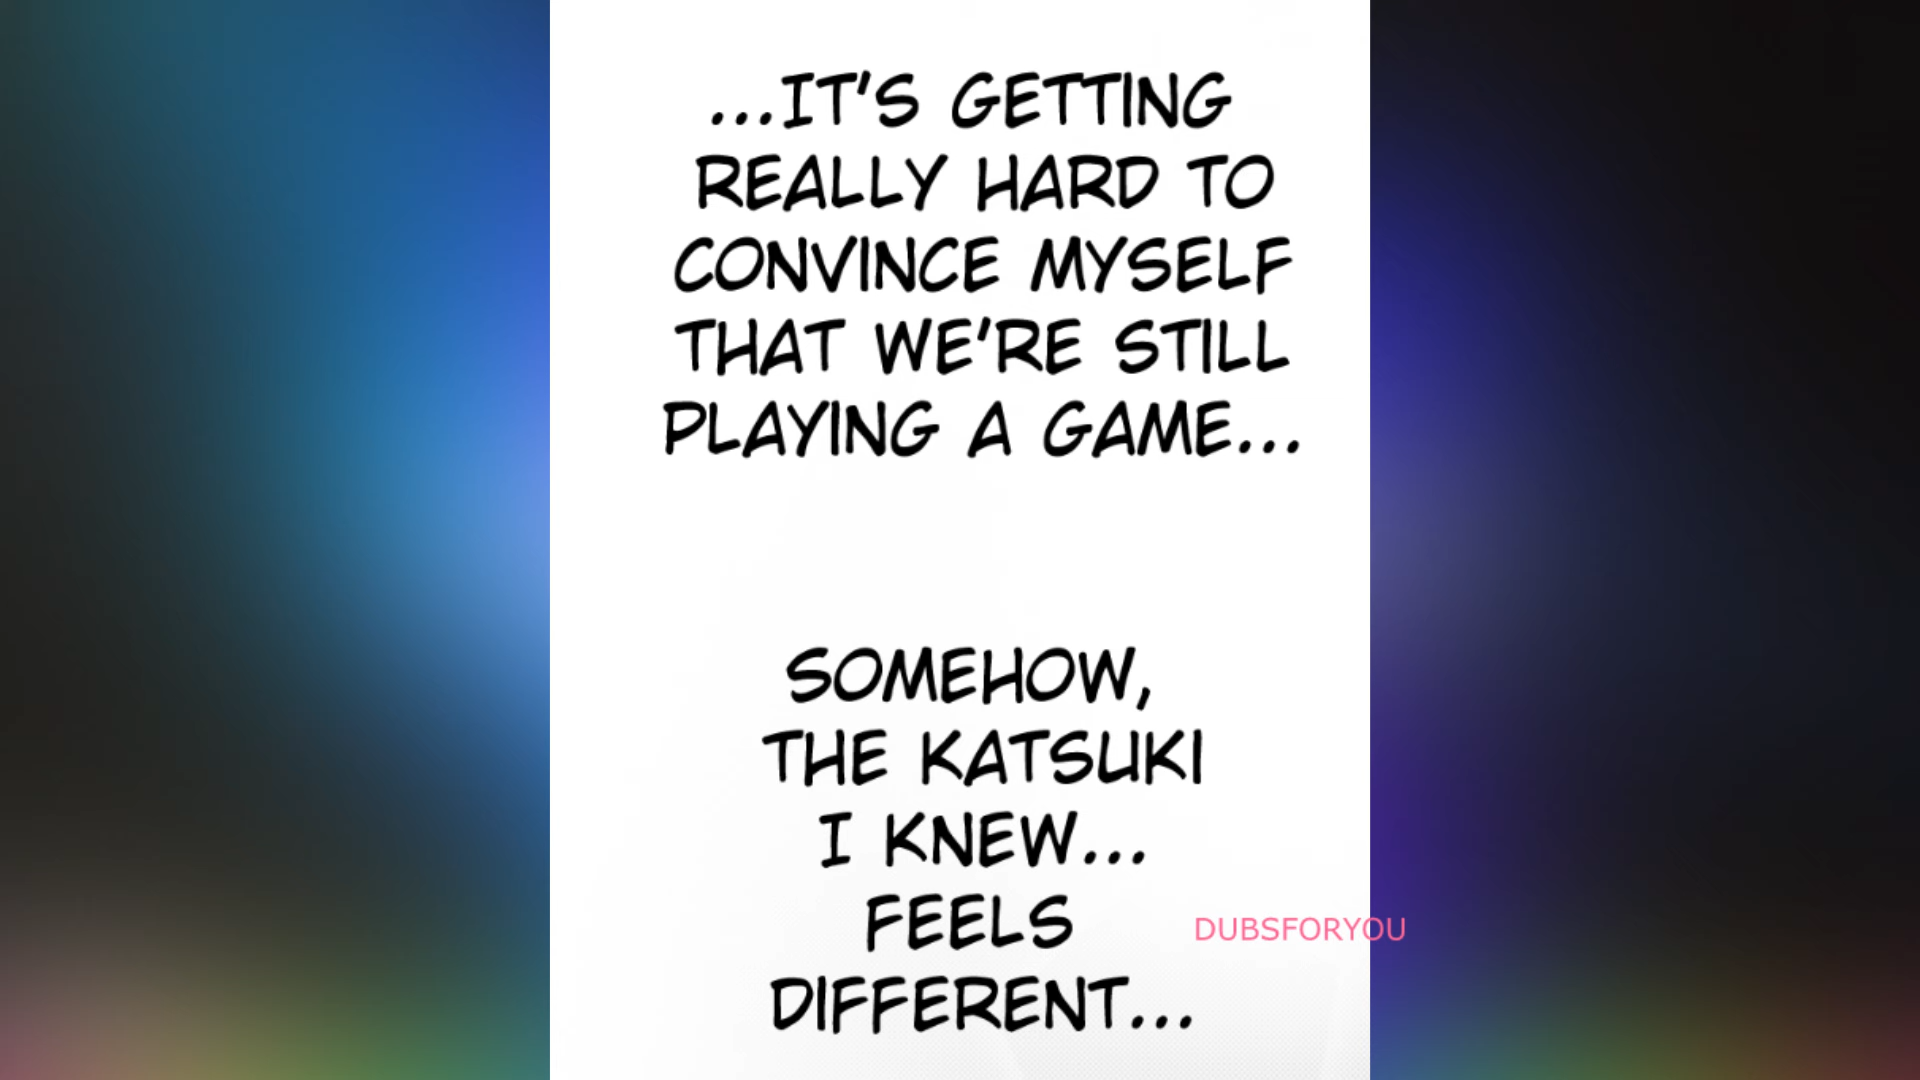 ...IT'S GETTING
REALLY HARD TO
CONVINCE MYSELF
THAT WE'RE STILL
PLAYING A GAME...
SOMEHOW,
THE KATSUKI
I KNEW...
FEELS
DIFFERENT...
DUBSFORYOU